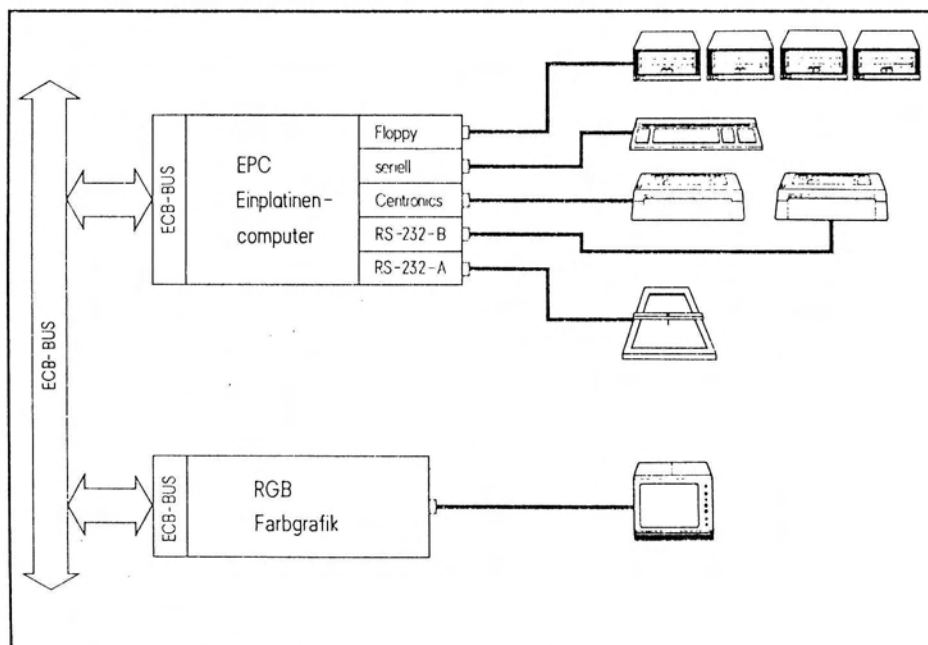 ECB-BUS
ECB-BUS
EPC
Einplatinen-
computer
Floppy
seriell
Centronics
RS-232-B
RS-232-A
ECB-BUS
RGB
Farbgrafik